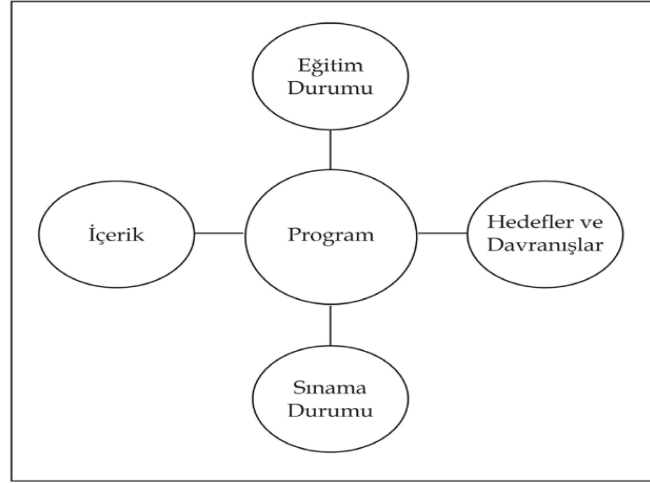 Eğitim
Durumu
İçerik
Program
Hedefler ve
Davranışlar
Sınama
Durumu